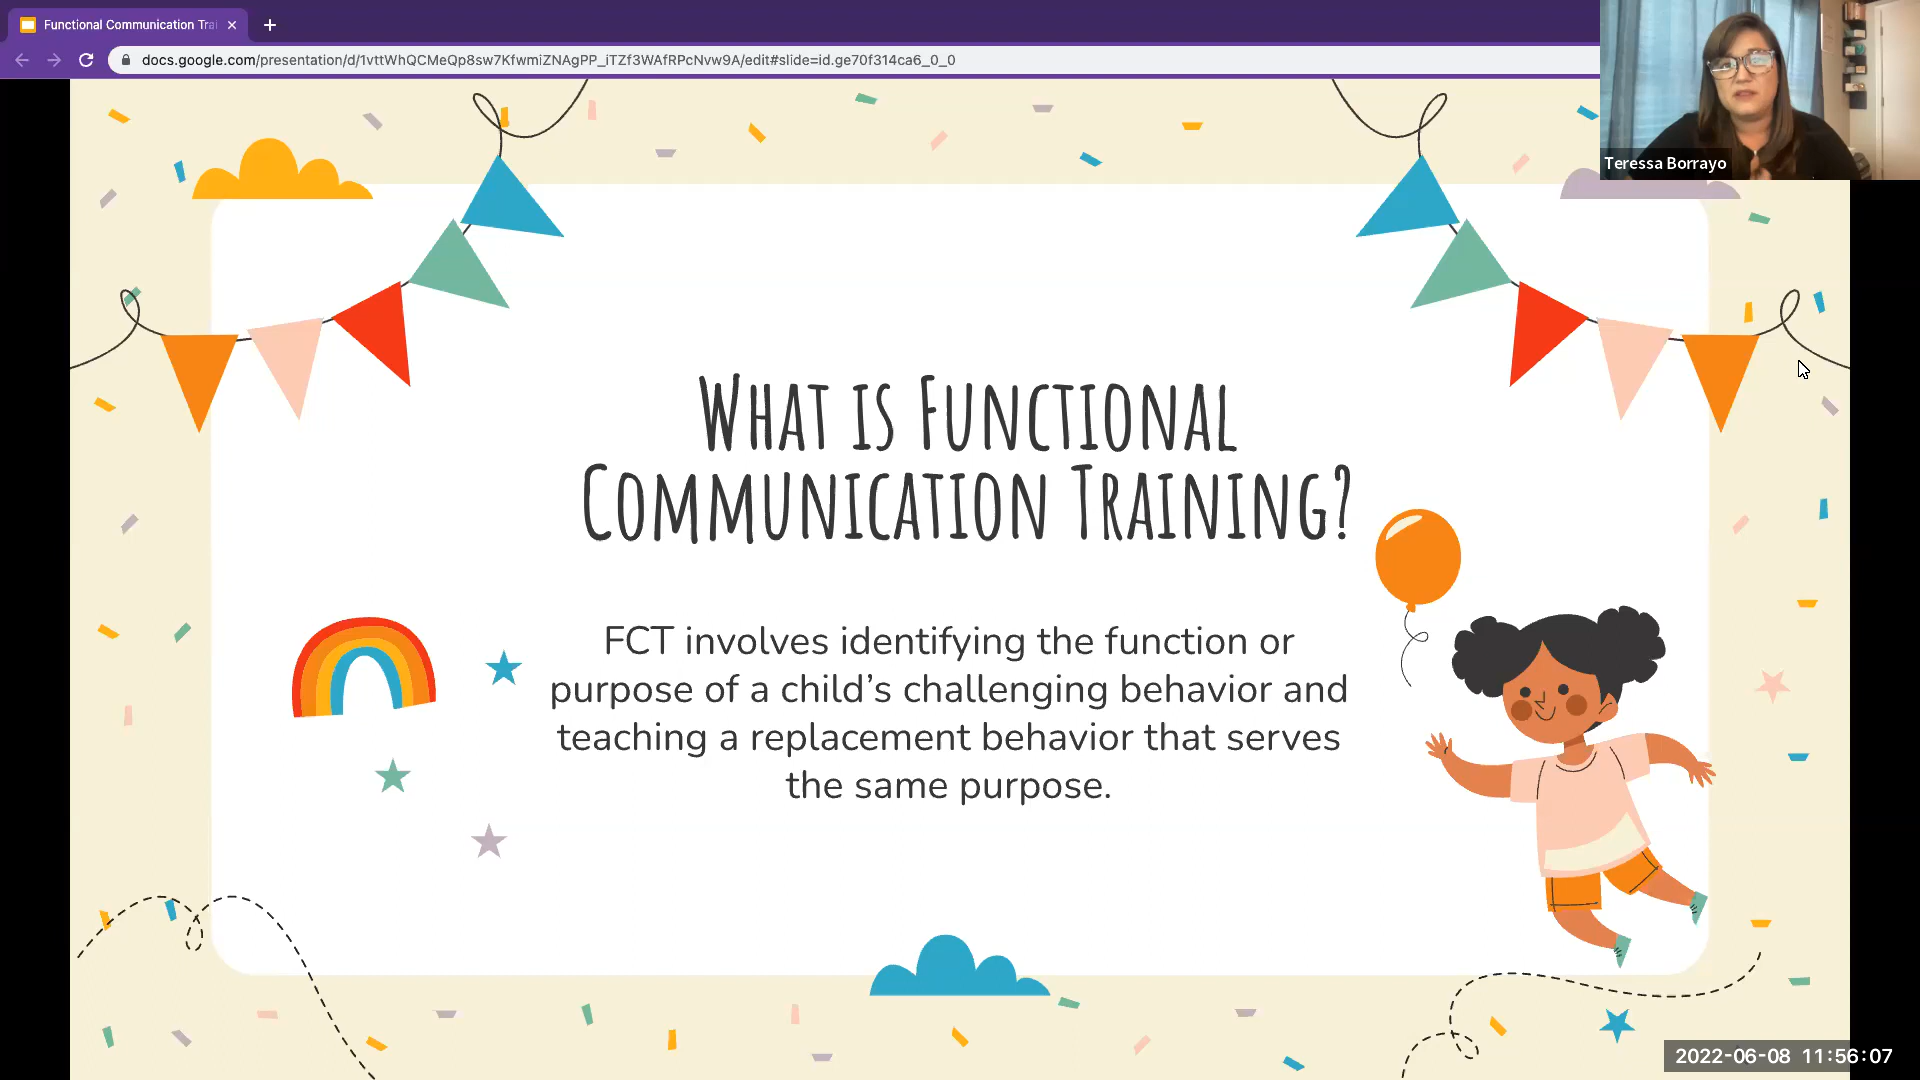 Functional Communication Trai
docs.google.com/presentation/d/1vttWhQCMeQp8sw7KfwmiZNAgPP_iTZf3WAfRPcNvw9A/edit#slide=id.ge70f314ca6_0_0
Teressa Borrayo
What is Functional
Communication Training?
FCT involves identifying the function or
purpose of a child’s challenging behavior and
teaching a replacement behavior that serves
the same purpose.
2022-06-08 11:56:07